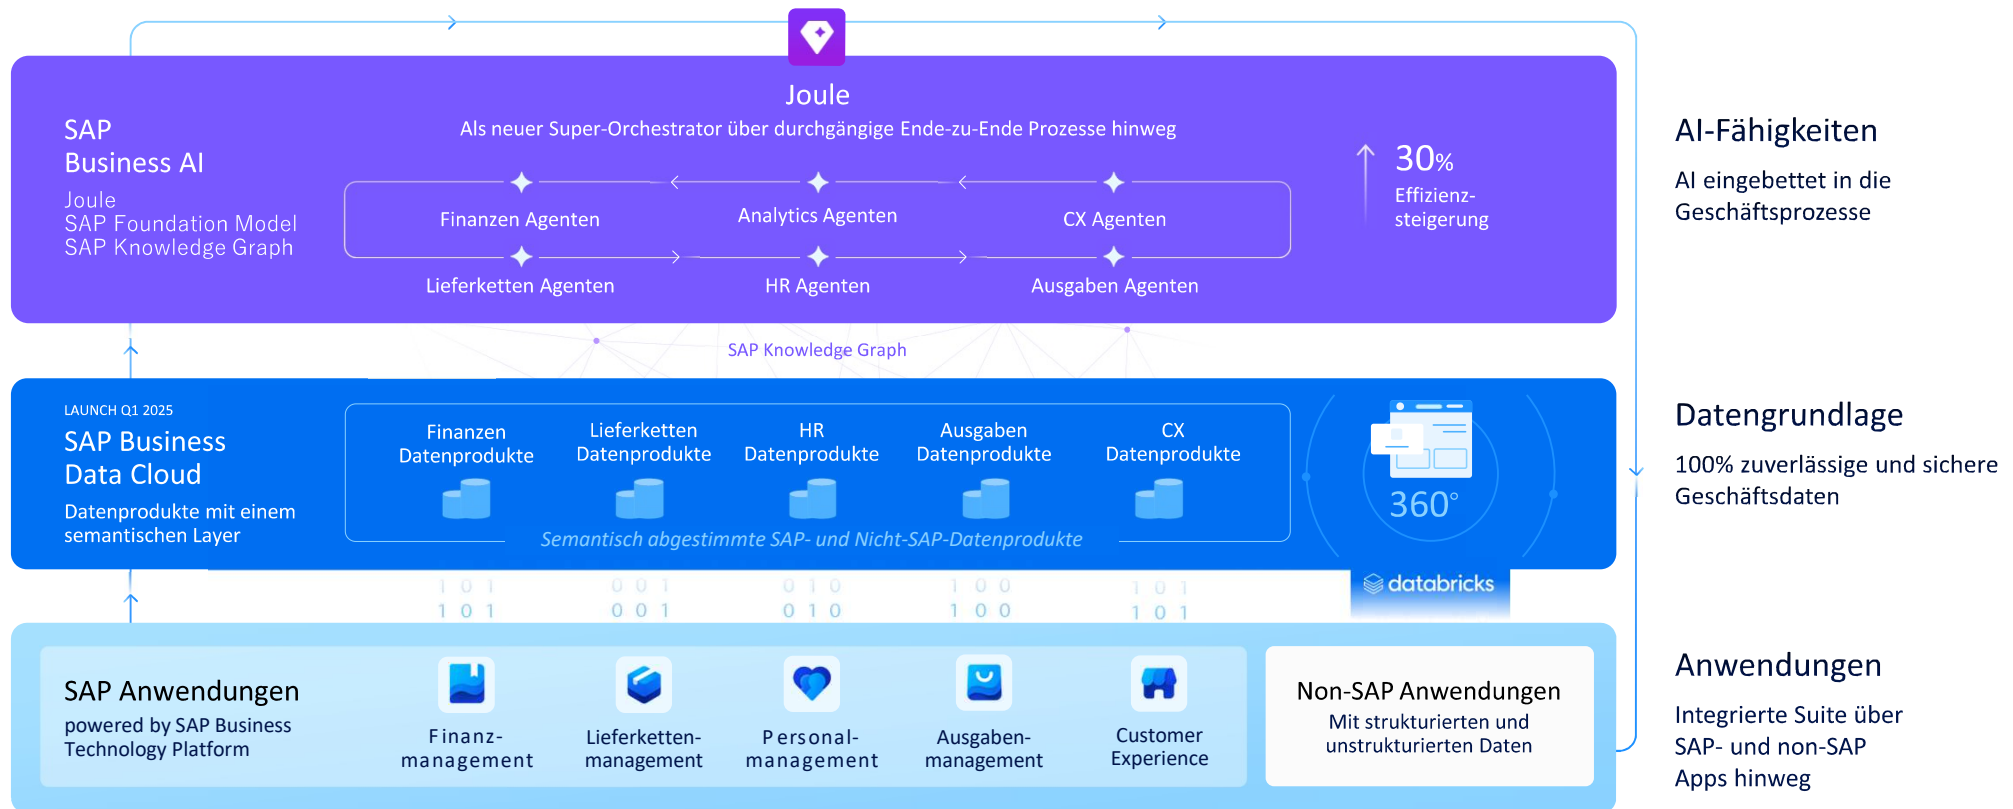 Joule
Als neuer Super-Orchestrator über durchgängige Ende-zu-Ende Prozesse hinweg
SAP
Business AI
Joule
SAP Foundation Model
SAP Knowledge Graph
Finanzen Agenten
Analytics Agenten
CX Agenten
Lieferketten Agenten
HR Agenten
Ausgaben Agenten
30%
Effizienz-
steigerung
AI-Fähigkeiten
AI eingebettet in die
Geschäftsprozesse
SAP Knowledge Graph
LAUNCH Q1 2025
SAP Business
Data Cloud
Datenprodukte mit einem
semantischen Layer
Finanzen
Datenprodukte
Lieferketten
Datenprodukte
HR
Datenprodukte
Ausgaben
Datenprodukte
CX
Datenprodukte
Semantisch abgestimmte SAP- und Nicht-SAP-Datenprodukte
360°
databricks
Datengrundlage
100% zuverlässige und sichere
Geschäftsdaten
1 0 1
1 0 1
0 0 1
0 0 1
0 1 0
0 1 0
1 0 0
1 0 0
1 0 1
1 0 1
SAP Anwendungen
powered by SAP Business
Technology Platform
Finanz-
management
Lieferketten-
management
Personal-
management
Ausgaben-
management
Customer
Experience
Non-SAP Anwendungen
Mit strukturierten und
unstrukturierten Daten
Anwendungen
Integrierte Suite über
SAP- und non-SAP
Apps hinweg